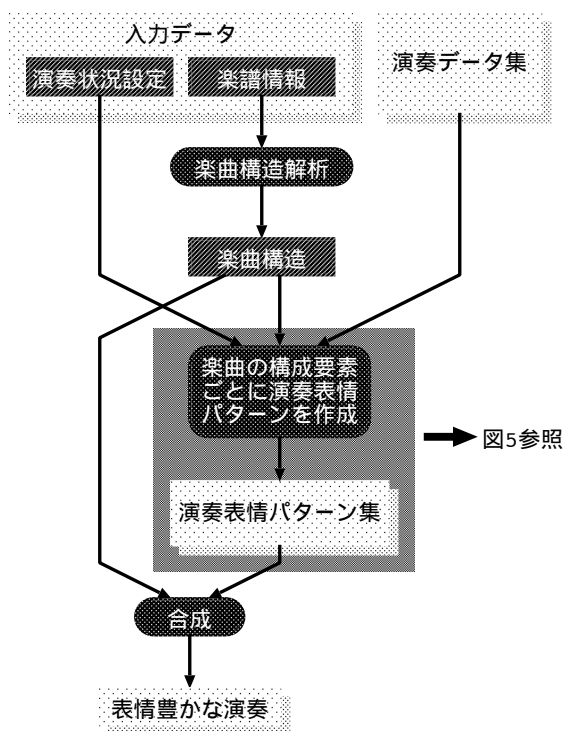 入力データ
演奏データ集
演奏状況設定
楽譜情報
楽曲構造解析
楽曲構造
楽曲の構成要素
ごとに演奏表情
パターンを作成
図5参照
演奏表情パターン集
合成
表情豊かな演奏